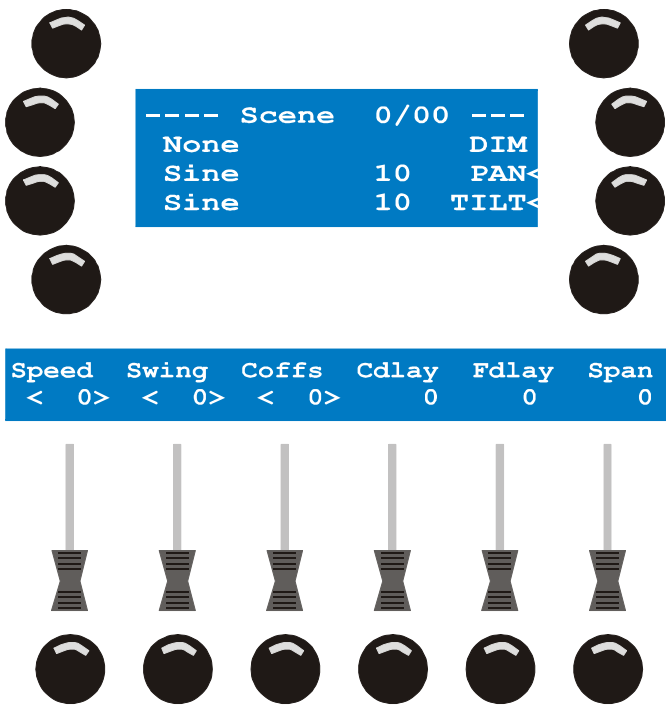 ---- Scene 0/00 ---
None DIM
Sine 10 PAN<
Sine 10 TILT<
Speed Swing Coffs Cdlay Fdlay Span
< 0> < 0> < 0> 0 0 0